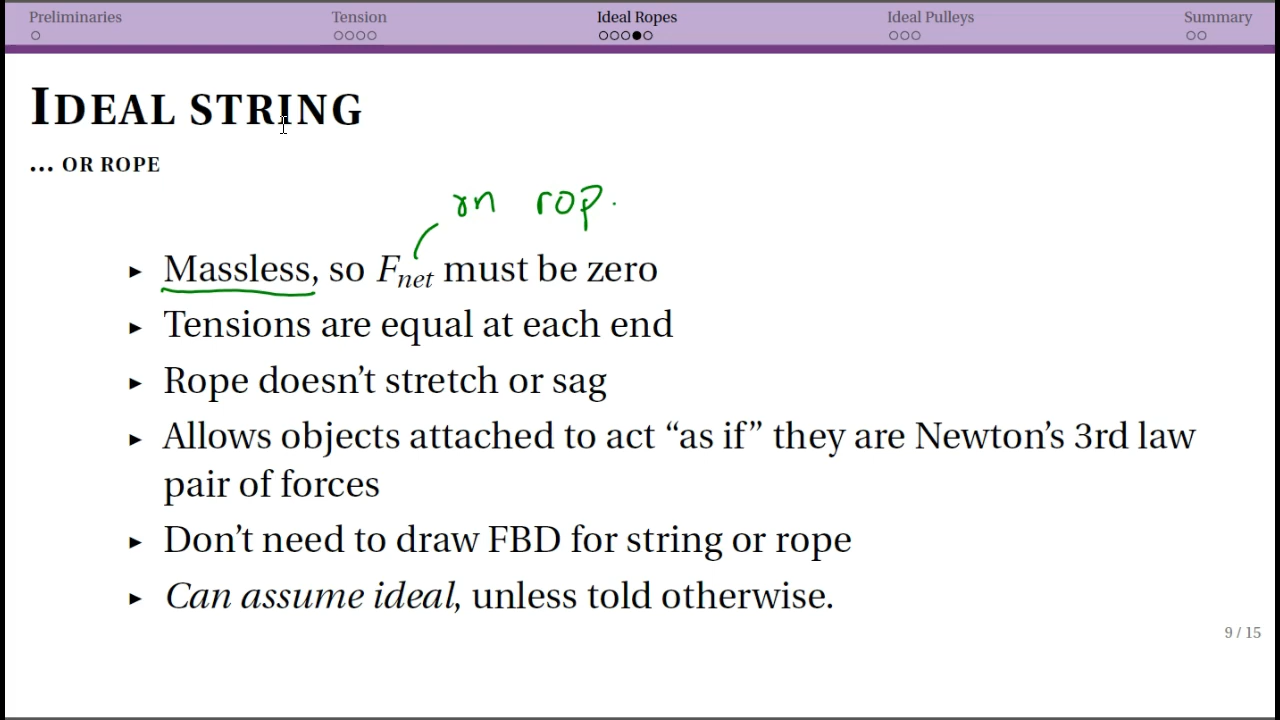 Preliminaries Tension Ideal Ropes Ideal Pulleys Summary
IDEAL STRING
... OR ROPE
on rop.
▸ Massless, so Fnet must be zero
▸ Tensions are equal at each end
▸ Rope doesn’t stretch or sag
▸ Allows objects attached to act “as if” they are Newton’s 3rd law
pair of forces
▸ Don’t need to draw FBD for string or rope
▸ Can assume ideal, unless told otherwise.
9 / 15